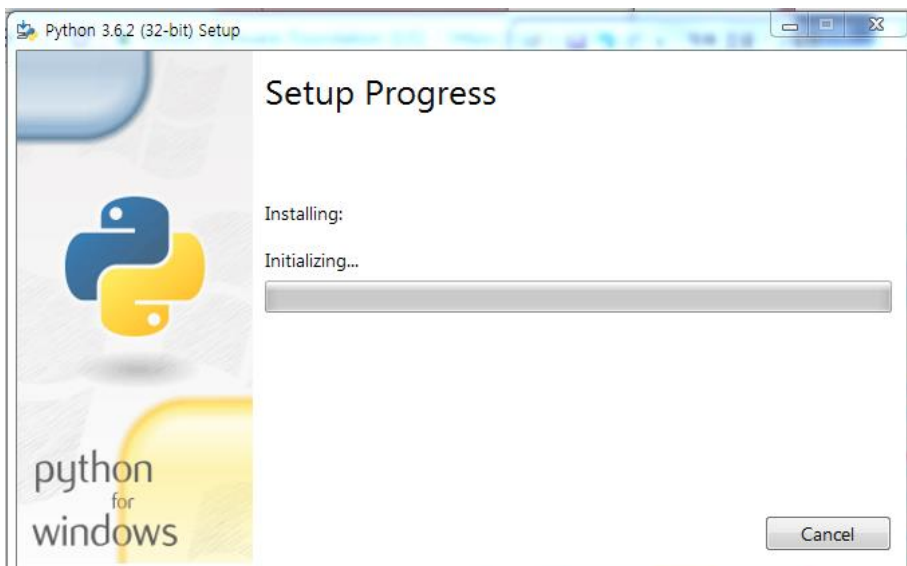 Python 3.6.2 (32-bit) Setup
Setup Progress
Installing:
Initializing...
python
for
windows
Cancel